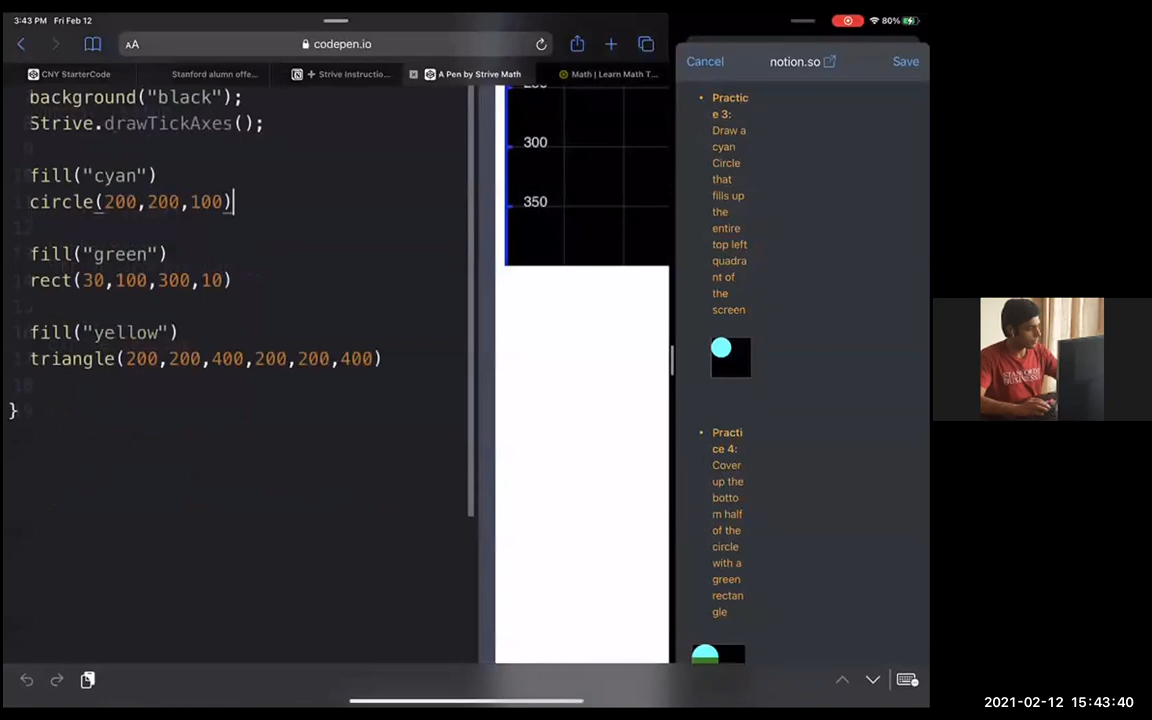 3:43 PM Fri Feb 12
80%
AA
codepen.io
CNY StarterCode
Stanford alumn offe...
Strive Instructio...
A Pen by Strive Math
Math | Learn Math T...
background("black");
Strive.drawTickAxes();
fill("cyan")
circle(200,200,100)
fill("green")
rect(30,100,300,10)
fill("yellow")
triangle(200,200,400,200,200,400)
}
300
350
Cancel
notion.so
Save
• Practic
e 3:
Draw a
cyan
Circle
that
fills up
the
entire
top left
quadra
nt of
the
screen
• Practi
ce 4:
Cover
up the
botto
m half
of the
circle
with a
green
rectan
gle
STANFORD
BUSINESS
2021-02-12 15:43:40